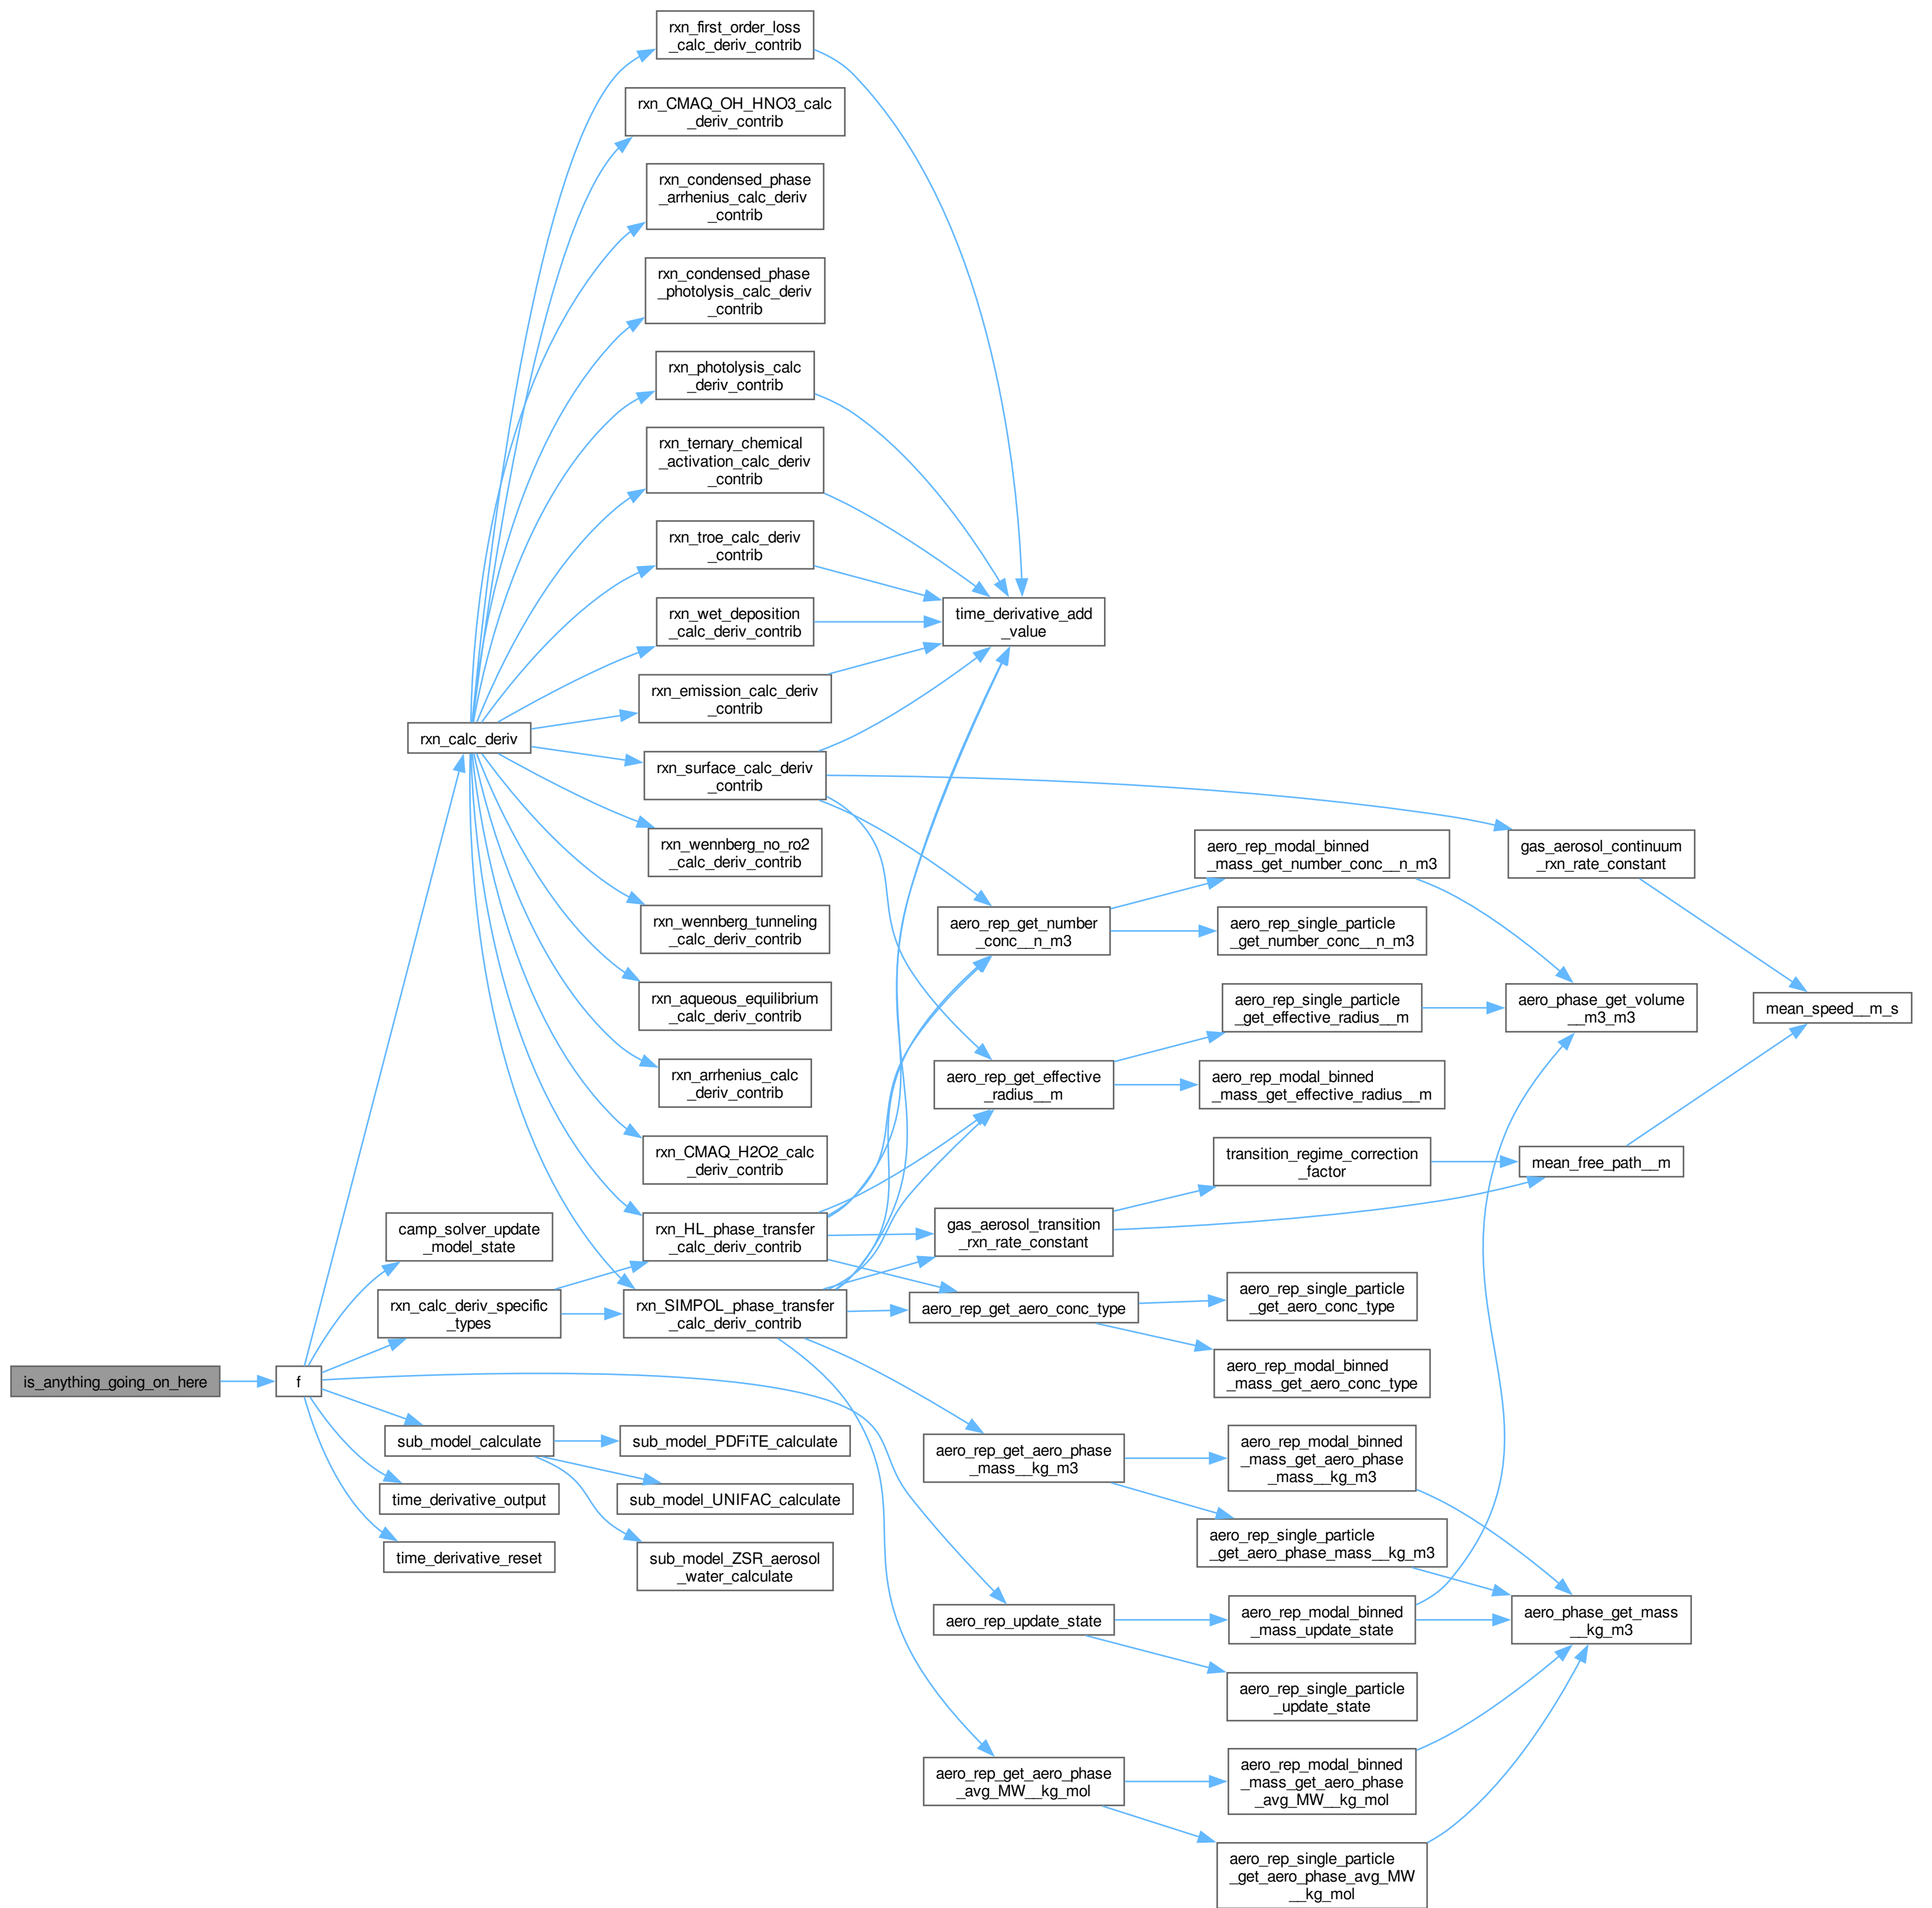 rxn_first_order_loss
_calc_deriv_contrib
rxn_CMAQ_OH_HNO3_calc
_deriv_contrib
rxn_condensed_phase
_arrhenius_calc_deriv
_contrib
rxn_condensed_phase
_photolysis_calc_deriv
_contrib
rxn_photolysis_calc
_deriv_contrib
rxn_ternary_chemical
_activation_calc_deriv
_contrib
rxn_troe_calc_deriv
_contrib
rxn_wet_deposition
_calc_deriv_contrib
time_derivative_add
_value
rxn_emission_calc_deriv
_contrib
rxn_calc_deriv
rxn_surface_calc_deriv
_contrib
rxn_wennberg_no_ro2
_calc_deriv_contrib
aero_rep_modal_binned
_mass_get_number_conc__n_m3
gas_aerosol_continuum
_rxn_rate_constant
rxn_wennberg_tunneling
_calc_deriv_contrib
aero_rep_get_number
_conc__n_m3
aero_rep_single_particle
_get_number_conc__n_m3
rxn_aqueous_equilibrium
_calc_deriv_contrib
aero_rep_single_particle
_get_effective_radius__m
aero_phase_get_volume
__m3_m3
mean_speed__m_s
rxn_arrhenius_calc
_deriv_contrib
aero_rep_get_effective
_radius__m
aero_rep_modal_binned
_mass_get_effective_radius__m
rxn_CMAQ_H2O2_calc
_deriv_contrib
transition_regime_correction
_factor
mean_free_path__m
camp_solver_update
_model_state
rxn_HL_phase_transfer
_calc_deriv_contrib
gas_aerosol_transition
_rxn_rate_constant
rxn_calc_deriv_specific
_types
rxn_SIMPOL_phase_transfer
_calc_deriv_contrib
aero_rep_get_aero_conc_type
aero_rep_single_particle
_get_aero_conc_type
aero_rep_modal_binned
_mass_get_aero_conc_type
is_anything_going_on_here
f
sub_model_calculate
sub_model_PDFiTE_calculate
aero_rep_get_aero_phase
_mass__kg_m3
aero_rep_modal_binned
_mass_get_aero_phase
_mass__kg_m3
time_derivative_output
sub_model_UNIFAC_calculate
aero_rep_single_particle
_get_aero_phase_mass__kg_m3
time_derivative_reset
sub_model_ZSR_aerosol
_water_calculate
aero_rep_update_state
aero_rep_modal_binned
_mass_update_state
aero_phase_get_mass
__kg_m3
aero_rep_single_particle
_update_state
aero_rep_get_aero_phase
_avg_MW__kg_mol
aero_rep_modal_binned
_mass_get_aero_phase
_avg_MW__kg_mol
aero_rep_single_particle
_get_aero_phase_avg_MW
__kg_mol